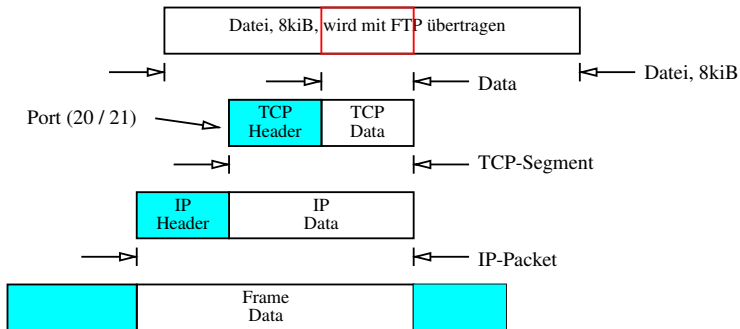 Datei, 8kiB, wird mit FTP übertragen
Datei, 8kiB
Data
Port (20 / 21)
TCP
Header
TCP
Data
TCP-Segment
IP
Header
IP
Data
IP-Packet
Frame
Data